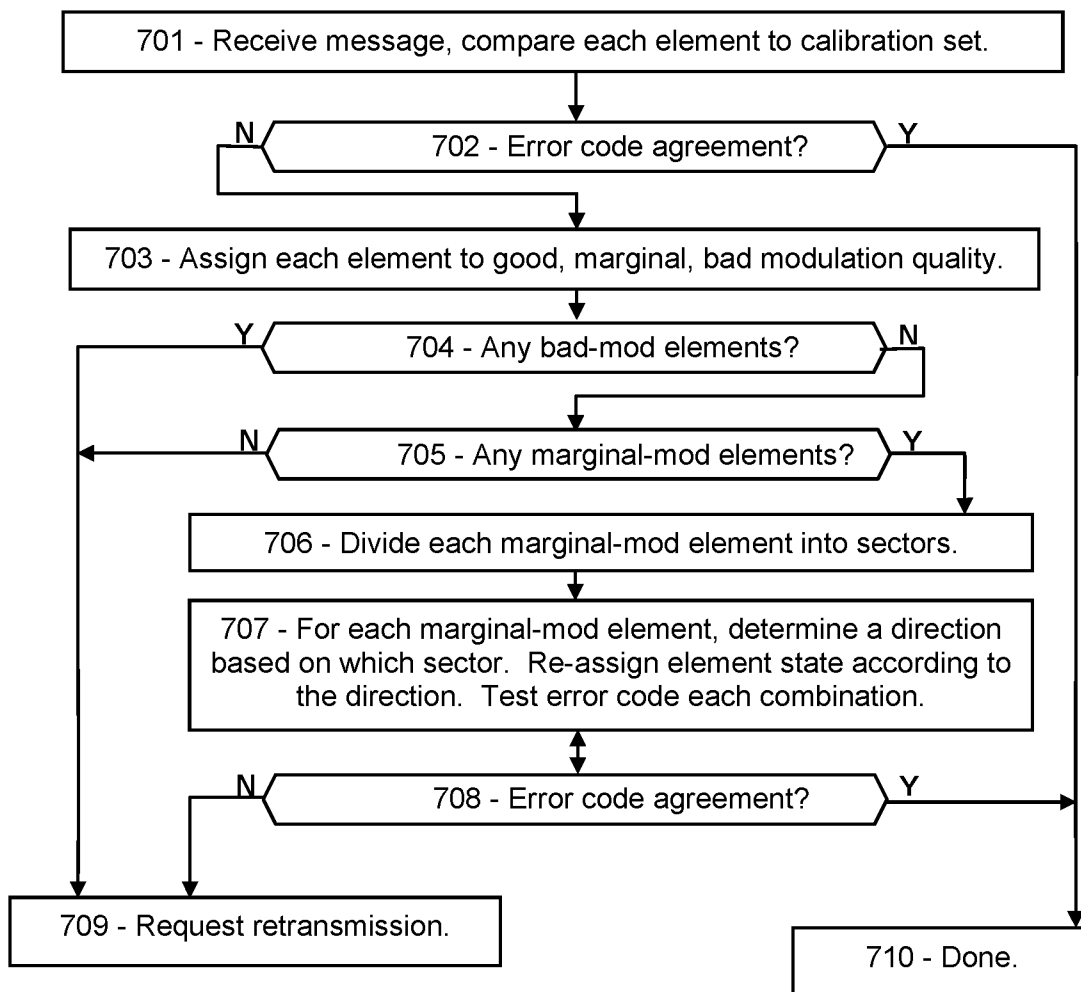 701 - Receive message, compare each element to calibration set.
N
Y
702 - Error code agreement?
703 - Assign each element to good, marginal, bad modulation quality.
Y
N
704 - Any bad-mod elements?
N
Y
705 - Any marginal-mod elements?
706 - Divide each marginal-mod element into sectors.
707 - For each marginal-mod element, determine a direction
based on which sector.  Re-assign element state according to
the direction.  Test error code each combination.
N
Y
708 - Error code agreement?
709 - Request retransmission.
710 - Done.